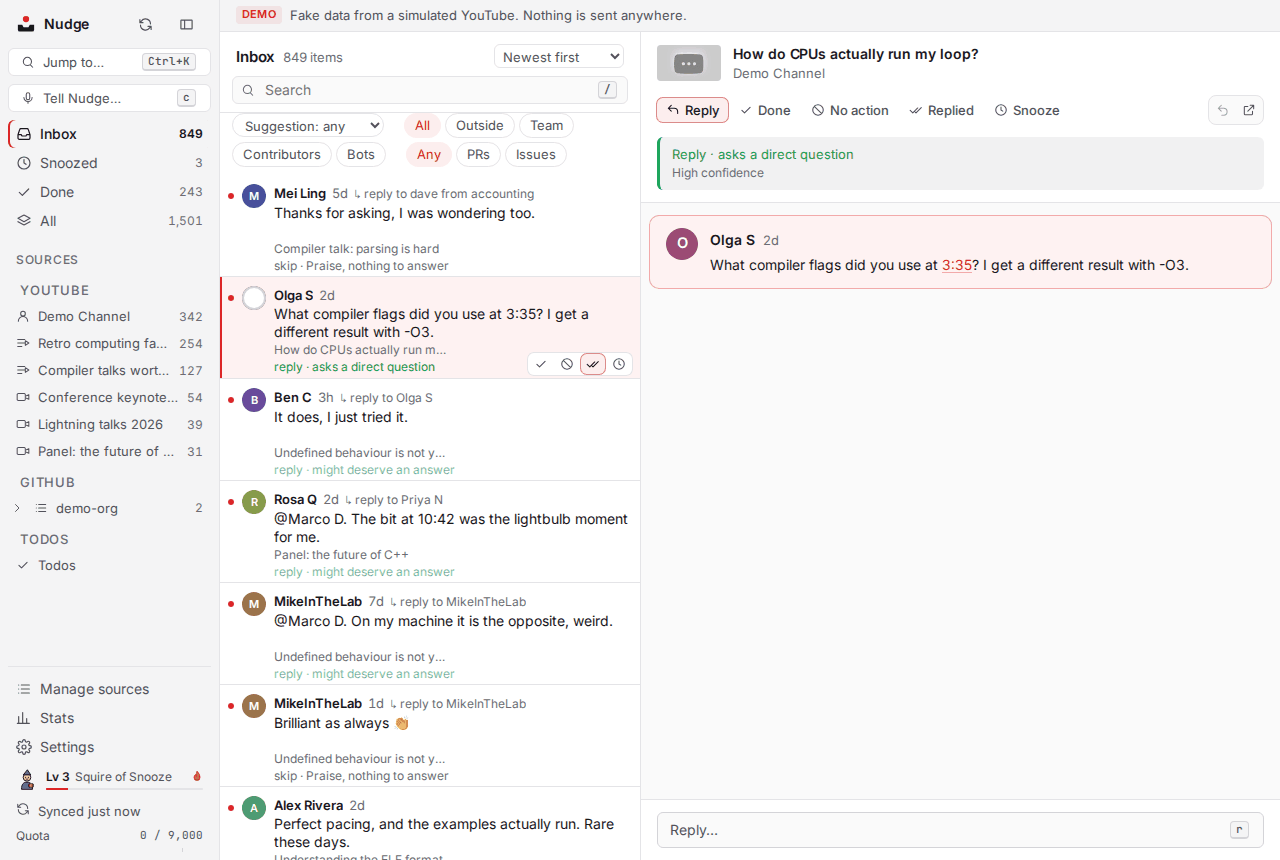 Nudge
Jump to... Ctrl+K
Tell Nudge... c
Inbox 849
Snoozed 3
Done 243
All 1,501
SOURCES
YOUTUBE
Demo Channel 342
Retro computing fa... 254
Compiler talks wort... 127
Conference keynote... 54
Lightning talks 2026 39
Panel: the future of ... 31
GITHUB
demo-org 2
TODOS
Todos
Manage sources
Stats
Settings
Lv 3 Squire of Snooze
Synced just now
Quota 0 / 9,000
DEMO Fake data from a simulated YouTube. Nothing is sent anywhere.
Inbox 849 items Newest first
Search /
Suggestion: any All Outside Team
Contributors Bots Any PRs Issues
M Mei Ling 5d ↳ reply to dave from accounting
Thanks for asking, I was wondering too.
Compiler talk: parsing is hard
skip · Praise, nothing to answer
Olga S 2d
What compiler flags did you use at 3:35? I get a
different result with -O3.
How do CPUs actually run m...
reply · asks a direct question
B Ben C 3h ↳ reply to Olga S
It does, I just tried it.
Undefined behaviour is not y...
reply · might deserve an answer
R Rosa Q 2d ↳ reply to Priya N
@Marco D. The bit at 10:42 was the lightbulb moment
for me.
Panel: the future of C++
reply · might deserve an answer
M MikeInTheLab 7d ↳ reply to MikeInTheLab
@Marco D. On my machine it is the opposite, weird.
Undefined behaviour is not y...
reply · might deserve an answer
M MikeInTheLab 1d ↳ reply to MikeInTheLab
Brilliant as always 👏
Undefined behaviour is not y...
skip · Praise, nothing to answer
A Alex Rivera 2d
Perfect pacing, and the examples actually run. Rare
these days.
Understanding the ELF format
How do CPUs actually run my loop?
Demo Channel
Reply Done No action Replied Snooze
Reply · asks a direct question
High confidence
O Olga S 2d
What compiler flags did you use at 3:35? I get a different result with -O3.
Reply... r